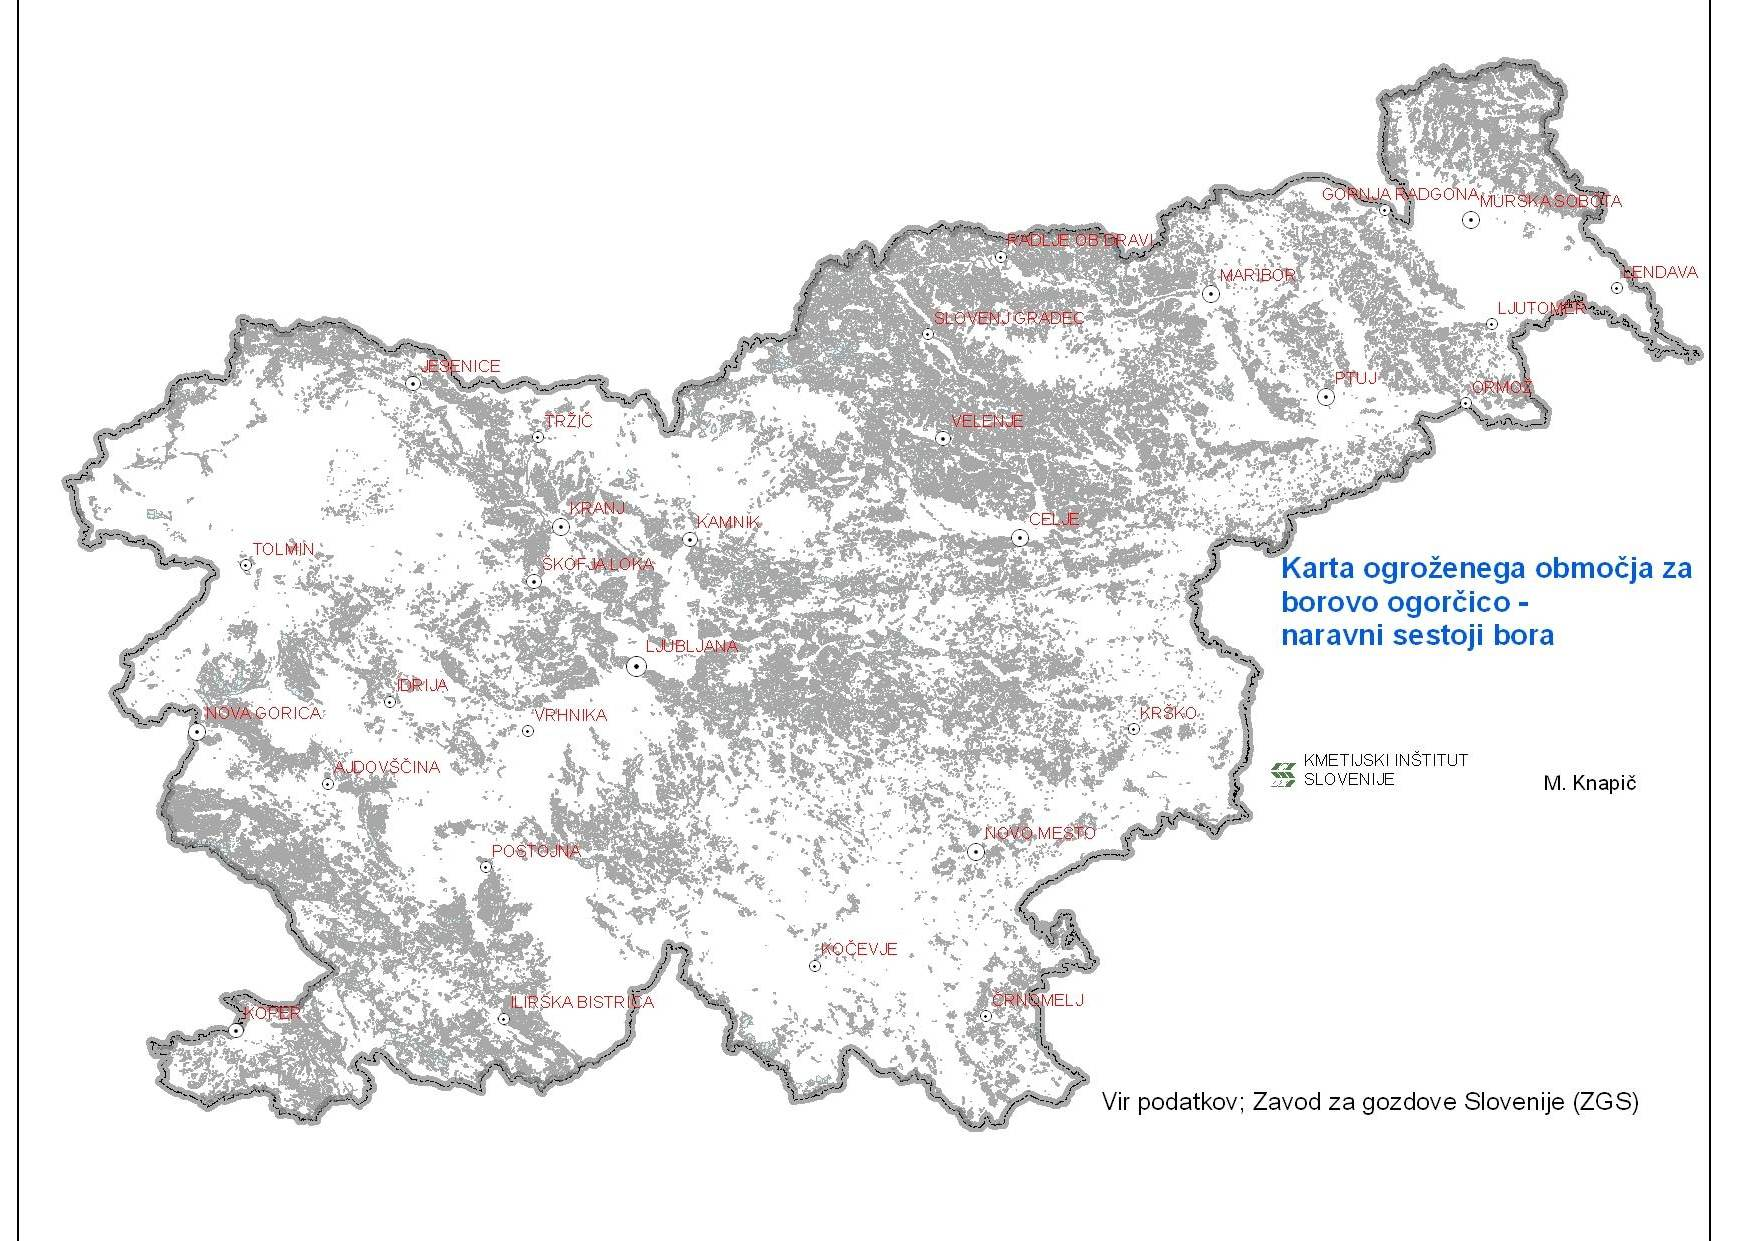 GORNJA RADGONA
MURSKA SOBOTA
RADLJE OB DRAVI
MARIBOR
LENDAVA
LJUTOMER
SLOVENJ GRADEC
JESENICE
PTUJ
ORMOŽ
TRŽIČ
VELENJE
KRANJ
KAMNIK
CELJE
TOLMIN
ŠKOFJA LOKA
Karta ogroženega območja za
borovo ogorčico -
naravni sestoji bora
LJUBLJANA
IDRIJA
NOVA GORICA
VRHNIKA
KRŠKO
AJDOVŠČINA
KMETIJSKI INŠTITUT
SLOVENIJE
M. Knapič
NOVO MESTO
POSTOJNA
KOČEVJE
ILIRSKA BISTRICA
ČRNOMELJ
KOPER
Vir podatkov; Zavod za gozdove Slovenije (ZGS)